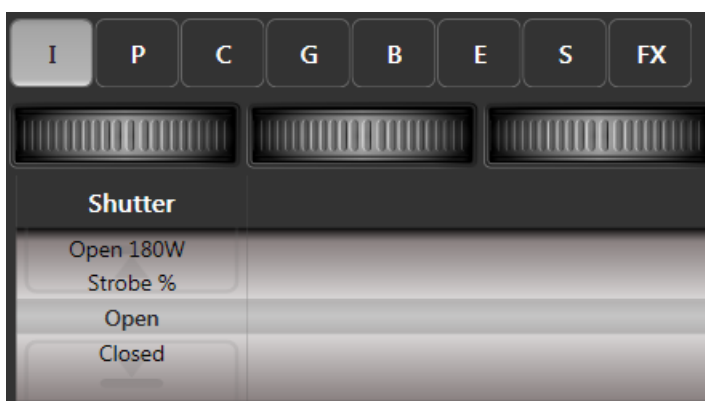 I P C G B E S FX
Shutter
Open 180W
Strobe %
Open
Closed